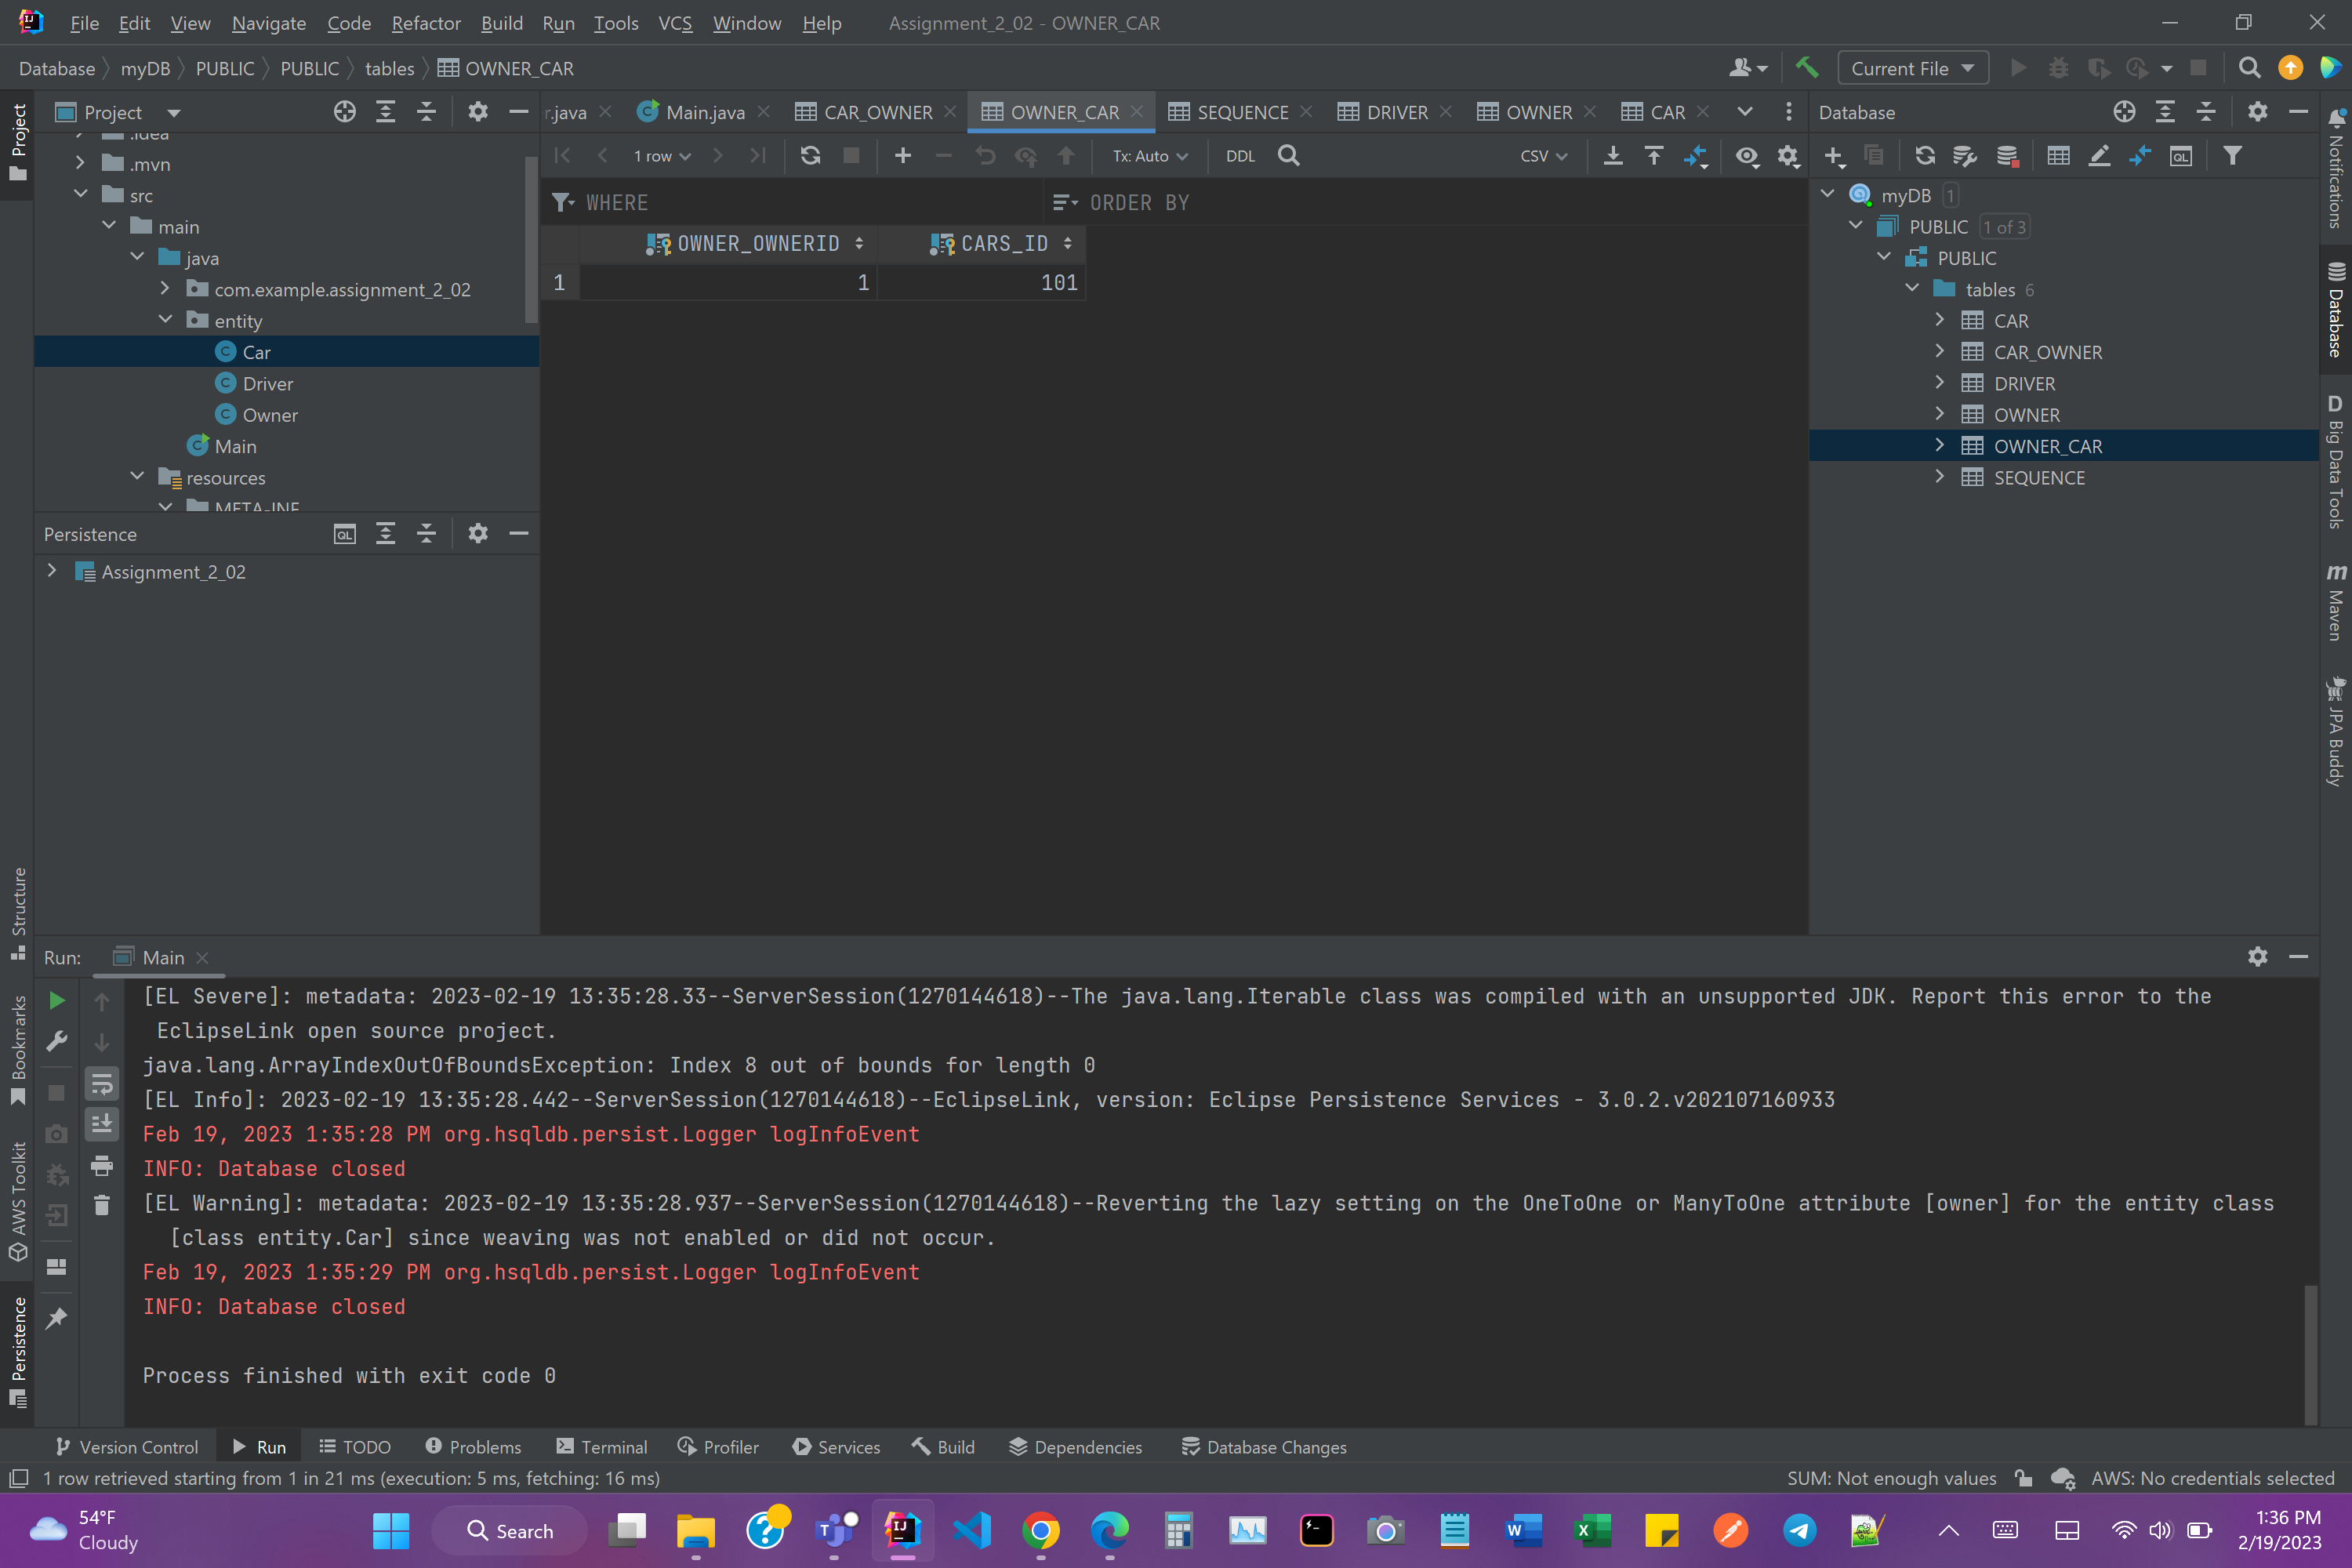 File Edit View Navigate Code Refactor Build Run Tools VCS Window Help Assignment_2_02 - OWNER_CAR
Database myDB PUBLIC PUBLIC tables OWNER_CAR
Current File
Project
.java Main.java CAR_OWNER OWNER_CAR SEQUENCE DRIVER OWNER CAR
Database
1 row Tx: Auto DDL CSV
WHERE ORDER BY
OWNER_OWNERID CARS_ID
1 1 101
.idea
.mvn
src
main
java
com.example.assignment_2_02
entity
Car
Driver
Owner
Main
resources
META-INF
Persistence
Assignment_2_02
myDB 1
PUBLIC 1 of 3
PUBLIC
tables 6
CAR
CAR_OWNER
DRIVER
OWNER
OWNER_CAR
SEQUENCE
Project
Structure
Bookmarks
AWS Toolkit
Persistence
Notifications
Database
D Big Data Tools
m Maven
JPA Buddy
Run: Main
[EL Severe]: metadata: 2023-02-19 13:35:28.33--ServerSession(1270144618)--The java.lang.Iterable class was compiled with an unsupported JDK. Report this error to the
EclipseLink open source project.
java.lang.ArrayIndexOutOfBoundsException: Index 8 out of bounds for length 0
[EL Info]: 2023-02-19 13:35:28.442--ServerSession(1270144618)--EclipseLink, version: Eclipse Persistence Services - 3.0.2.v202107160933
Feb 19, 2023 1:35:28 PM org.hsqldb.persist.Logger logInfoEvent
INFO: Database closed
[EL Warning]: metadata: 2023-02-19 13:35:28.937--ServerSession(1270144618)--Reverting the lazy setting on the OneToOne or ManyToOne attribute [owner] for the entity class
[class entity.Car] since weaving was not enabled or did not occur.
Feb 19, 2023 1:35:29 PM org.hsqldb.persist.Logger logInfoEvent
INFO: Database closed
Process finished with exit code 0
Version Control Run TODO Problems Terminal Profiler Services Build Dependencies Database Changes
1 row retrieved starting from 1 in 21 ms (execution: 5 ms, fetching: 16 ms)
SUM: Not enough values AWS: No credentials selected
54°F
Cloudy
Search
1:36 PM
2/19/2023